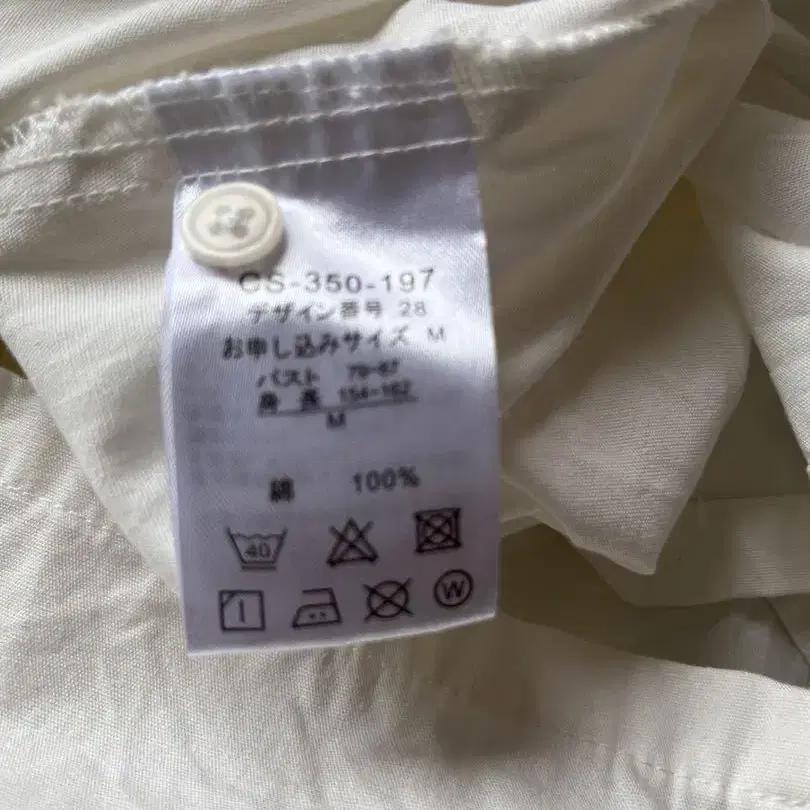 CS-350-197
デザイン番号 28
お申し込みサイズ M
バスト 79-87
身長 154-162
M
綿 100%
40
W